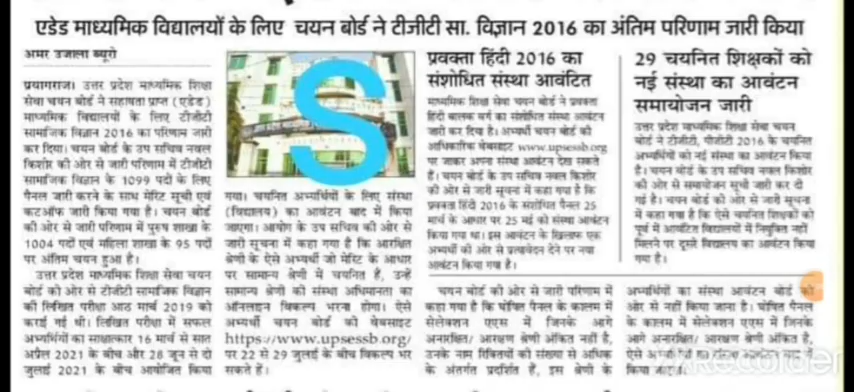 एडेड माध्यमिक विद्यालयों के लिए चयन बोर्ड ने टीजीटी सा. विज्ञान 2016 का अंतिम परिणाम जारी किया
अमर उजाला ब्यूरो
प्रयागराज। उत्तर प्रदेश माध्यमिक शिक्षा
सेवा चयन बोर्ड ने सहायता प्राप्त (एडेड)
माध्यमिक विद्यालयों के लिए टीजीटी
सामाजिक विज्ञान 2016 का परिणाम जारी
कर दिया। चयन बोर्ड के उप सचिव नवल
किशोर की ओर से जारी परिणाम में टीजीटी
सामाजिक विज्ञान के 1099 पदों के लिए
पैनल जारी करने के साथ मेरिट सूची एवं
कटऑफ जारी किया गया है। चयन बोर्ड
की ओर से जारी परिणाम में पुरुष शाखा के
1004 पदों एवं महिला शाखा के 95 पदों
पर अंतिम चयन हुआ है।
उत्तर प्रदेश माध्यमिक शिक्षा सेवा चयन
बोर्ड की ओर से टीजीटी सामाजिक विज्ञान
की लिखित परीक्षा आठ मार्च 2019 को
कराई गई थी। लिखित परीक्षा में सफल
अभ्यर्थियों का साक्षात्कार 16 मार्च से सात
अप्रैल 2021 के बीच और 28 जून से दो
जुलाई 2021 के बीच आयोजित किया
S
गया। चयनित अभ्यर्थियों के लिए संस्था
(विद्यालय) का आवंटन बाद में किया
जाएगा। आयोग के उप सचिव की ओर से
जारी सूचना में कहा गया है कि आरक्षित
श्रेणी के ऐसे अभ्यर्थी जो मेरिट के आधार
पर सामान्य श्रेणी में चयनित हैं, उन्हें
सामान्य श्रेणी की संस्था अधिमानता का
ऑनलाइन विकल्प भरना होगा। ऐसे
अभ्यर्थी चयन बोर्ड की वेबसाइट
https://www.upsessb.org/
पर 22 से 29 जुलाई के बीच विकल्प भर
सकते हैं।
प्रवक्ता हिंदी 2016 का
संशोधित संस्था आवंटित
माध्यमिक शिक्षा सेवा चयन बोर्ड ने प्रवक्ता
हिंदी बालक वर्ग का संशोधित संस्था आवंटन
जारी कर दिया है। अभ्यर्थी चयन बोर्ड की
आधिकारिक वेबसाइट www.upsessb.org
पर जाकर अपना संस्था आवंटन देख सकते
हैं। चयन बोर्ड के उप सचिव नवल किशोर
की ओर से जारी सूचना में कहा गया है कि
प्रवक्ता हिंदी 2016 के संशोधित पैनल 25
मार्च के आधार पर 25 मई को संस्था आवंटन
किया गया था। इस आवंटन के खिलाफ एक
अभ्यर्थी की ओर से प्रत्यावेदन देने पर नया
आवंटन किया गया है।
29 चयनित शिक्षकों को
नई संस्था का आवंटन
समायोजन जारी
उत्तर प्रदेश माध्यमिक शिक्षा सेवा चयन
बोर्ड ने टीजीटी, पीजीटी 2016 के चयनित
अभ्यर्थियों को नई संस्था का आवंटन किया
है। चयन बोर्ड के उप सचिव नवल किशोर
की ओर से समायोजन सूची जारी कर दी
गई है। चयन बोर्ड की ओर से जारी सूचना
में कहा गया है कि ऐसे चयनित शिक्षकों को
पूर्व में आवंटित विद्यालयों में नियुक्ति नहीं
मिलने पर दूसरे विद्यालय का आवंटन किया
गया है।
चयन बोर्ड की ओर से जारी परिणाम में
कहा गया है कि घोषित पैनल के कालम में
सेलेक्शन एएस में जिनके आगे
अनारक्षित/ आरक्षण श्रेणी अंकित नहीं है,
उनके नाम रिक्तियों की संख्या से अधिक
के अंतर्गत प्रदर्शित हैं, इस श्रेणी के
अभ्यर्थियों का संस्था आवंटन बोर्ड की
ओर से नहीं किया जाना है। घोषित पैनल
के कालम में सेलेक्शन एएस में जिनके
आगे अनारक्षित/ आरक्षण श्रेणी अंकित है,
ऐसे
किया जाएगा।
Recorder